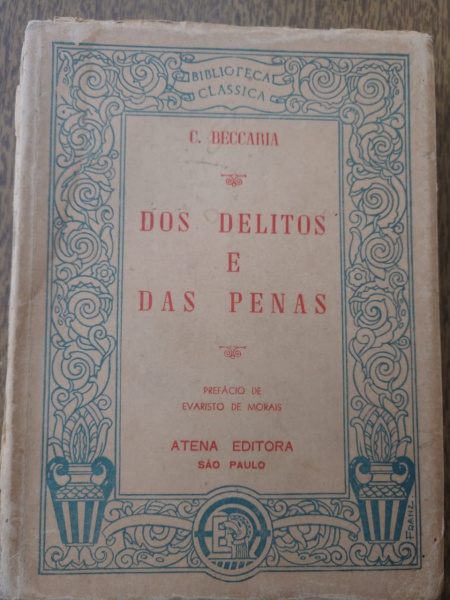 BIBLIOTECA
CLASSICA
C. BECCARIA
DOS DELITOS
E
DAS PENAS
PREFÁCIO DE
EVARISTO DE MORAIS
ATENA EDITORA
SÃO PAULO